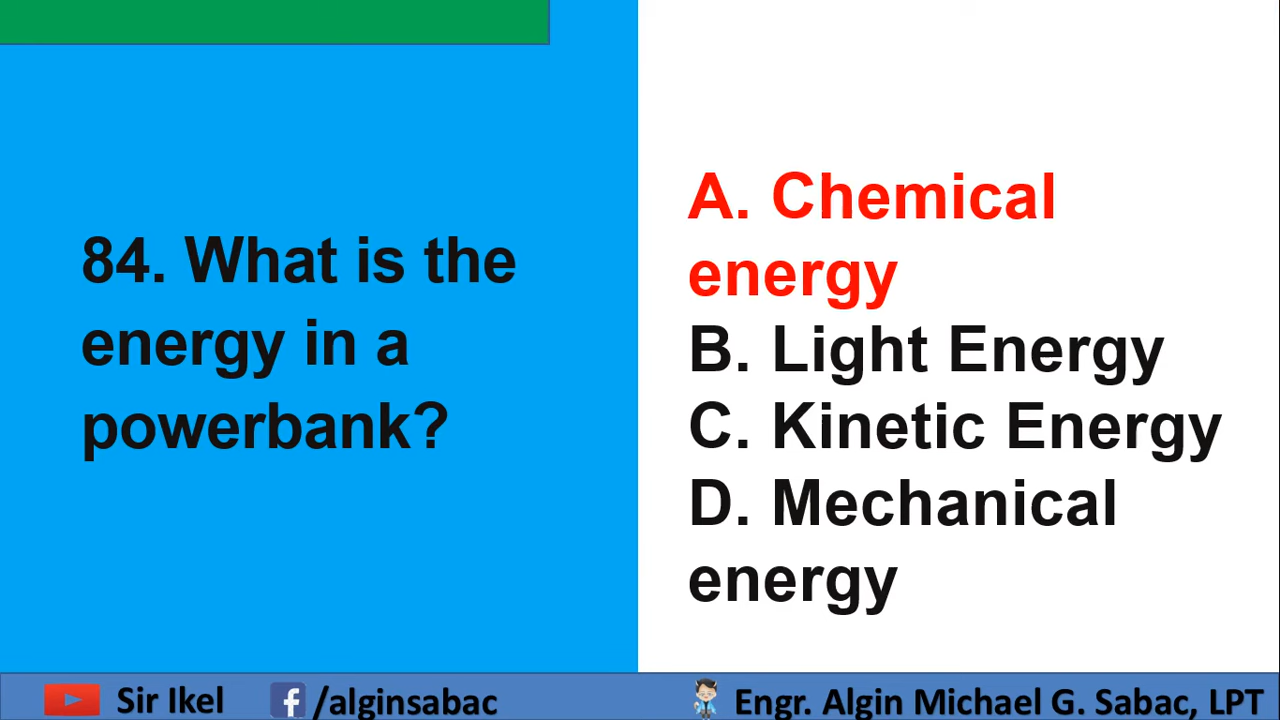 84. What is the
energy in a
powerbank?
A. Chemical
energy
B. Light Energy
C. Kinetic Energy
D. Mechanical
energy
Sir Ikel
/alginsabac
Engr. Algin Michael G. Sabac, LPT